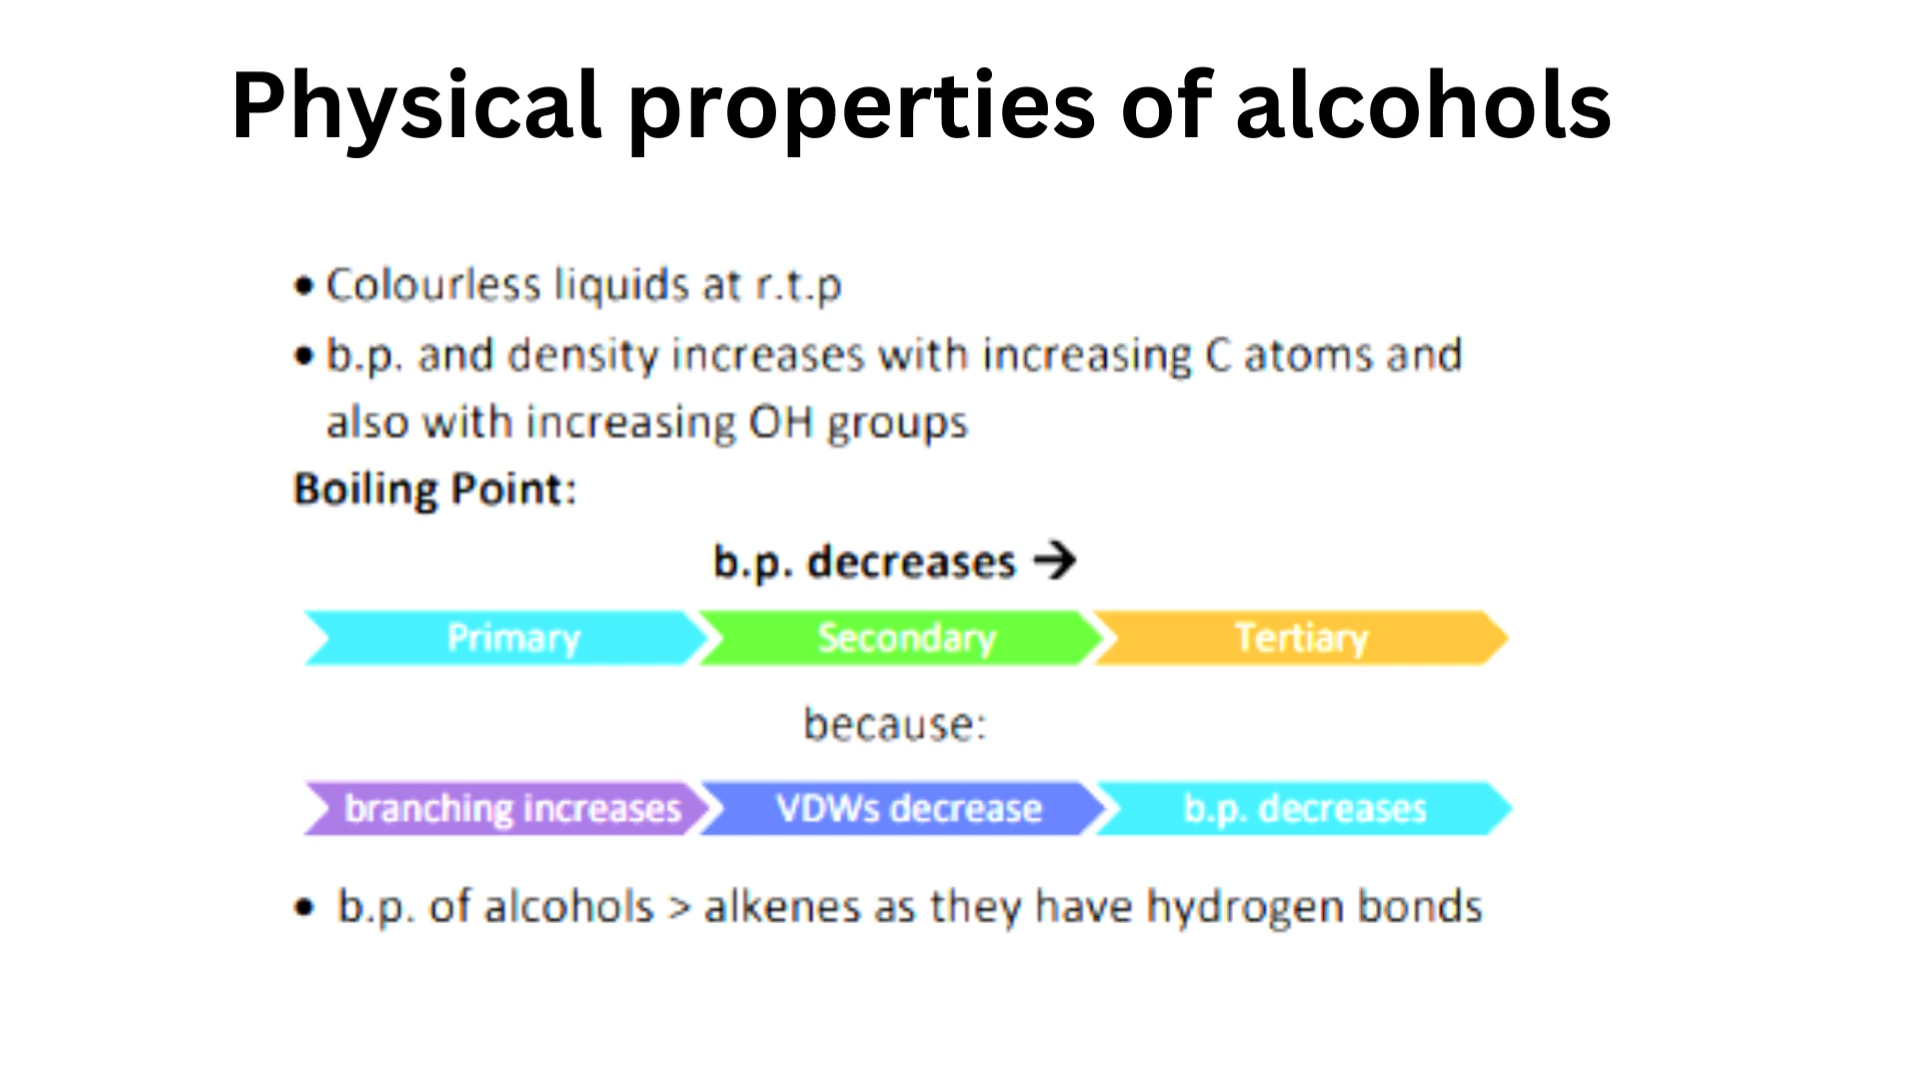 Physical properties of alcohols
• Colourless liquids at r.t.p
• b.p. and density increases with increasing C atoms and
also with increasing OH groups
Boiling Point:
b.p. decreases →
Primary Secondary Tertiary
because:
branching increases VDWs decrease b.p. decreases
• b.p. of alcohols > alkenes as they have hydrogen bonds